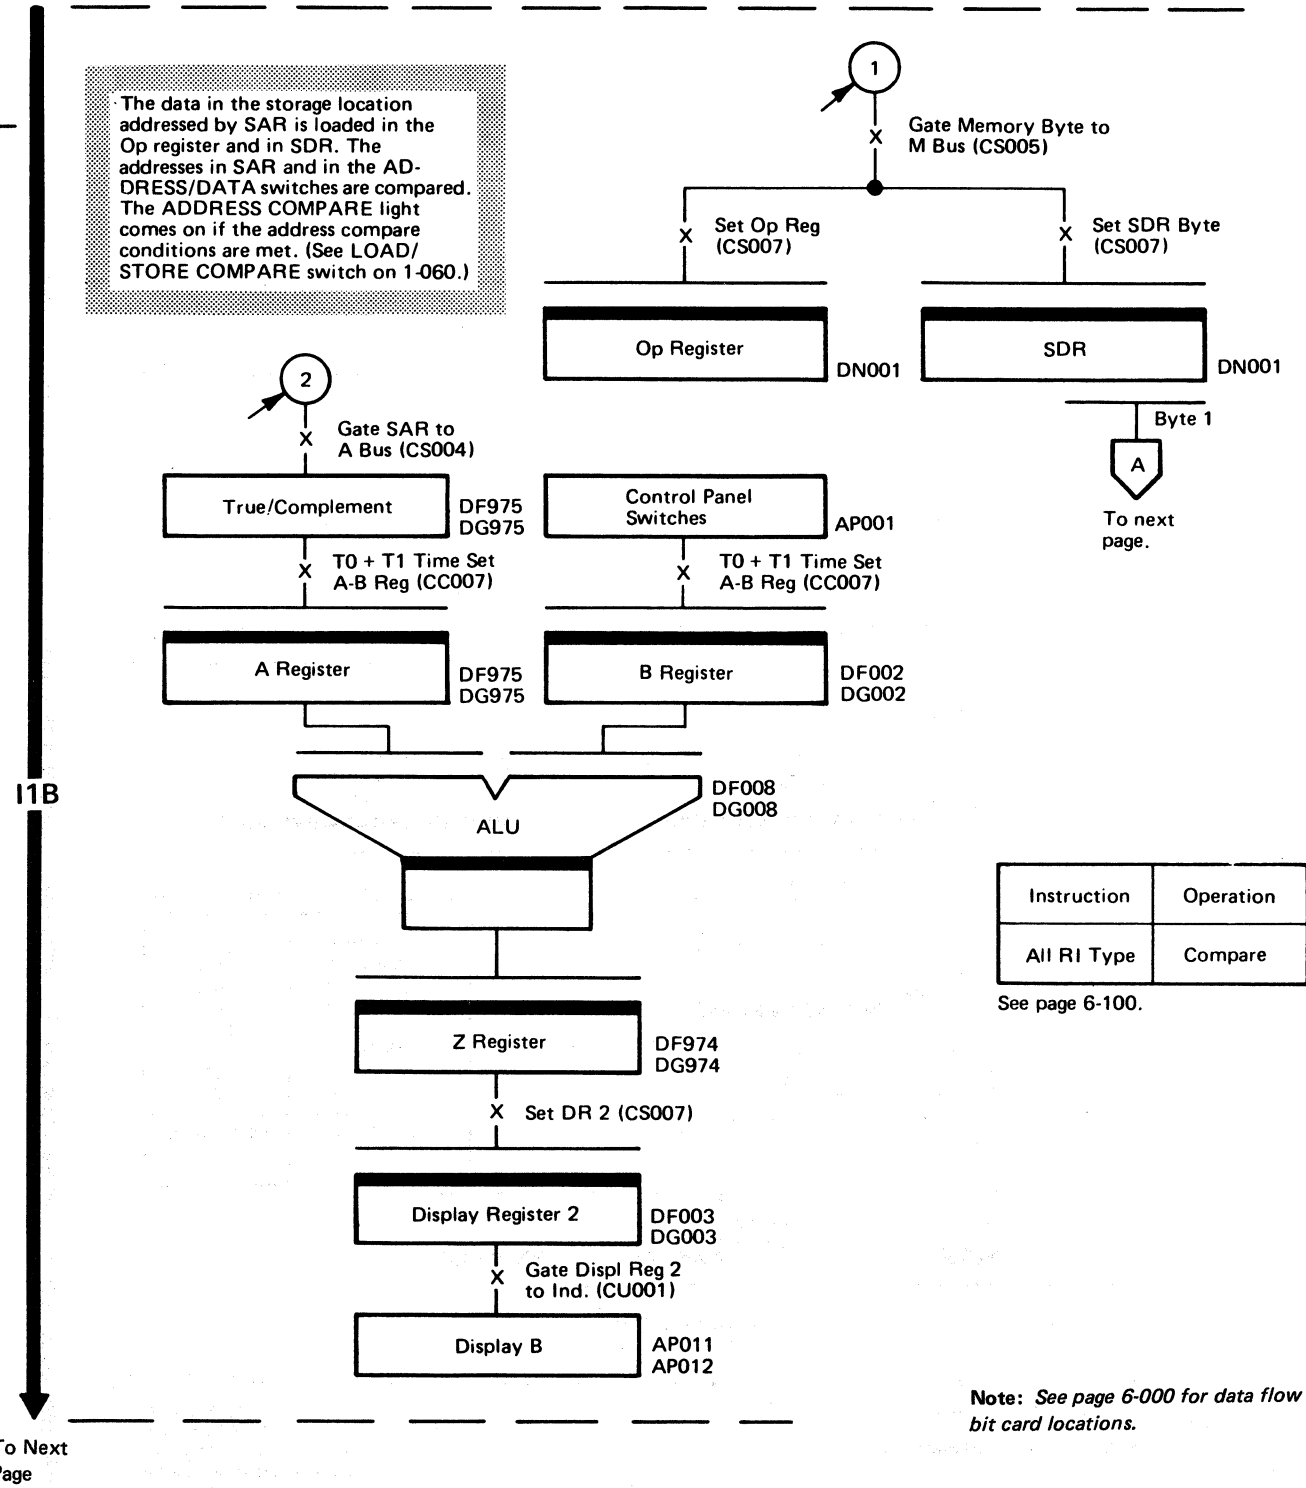 The data in the storage location
addressed by SAR is loaded in the
Op register and in SDR. The
addresses in SAR and in the AD-
DRESS/DATA switches are compared.
The ADDRESS COMPARE light
comes on if the address compare
conditions are met. (See LOAD/
STORE COMPARE switch on 1-060.)
1
Gate Memory Byte to
M Bus (CS005)
Set Op Reg
(CS007)
Set SDR Byte
(CS007)
Op Register
DN001
SDR
DN001
Byte 1
A
To next
page.
2
Gate SAR to
A Bus (CS004)
True/Complement
DF975
DG975
Control Panel
Switches
AP001
T0 + T1 Time Set
A-B Reg (CC007)
T0 + T1 Time Set
A-B Reg (CC007)
A Register
DF975
DG975
B Register
DF002
DG002
I1B
ALU
DF008
DG008
Instruction Operation
All RI Type Compare
See page 6-100.
Z Register
DF974
DG974
Set DR 2 (CS007)
Display Register 2
DF003
DG003
Gate Displ Reg 2
to Ind. (CU001)
Display B
AP011
AP012
Note: See page 6-000 for data flow
bit card locations.
To Next
Page